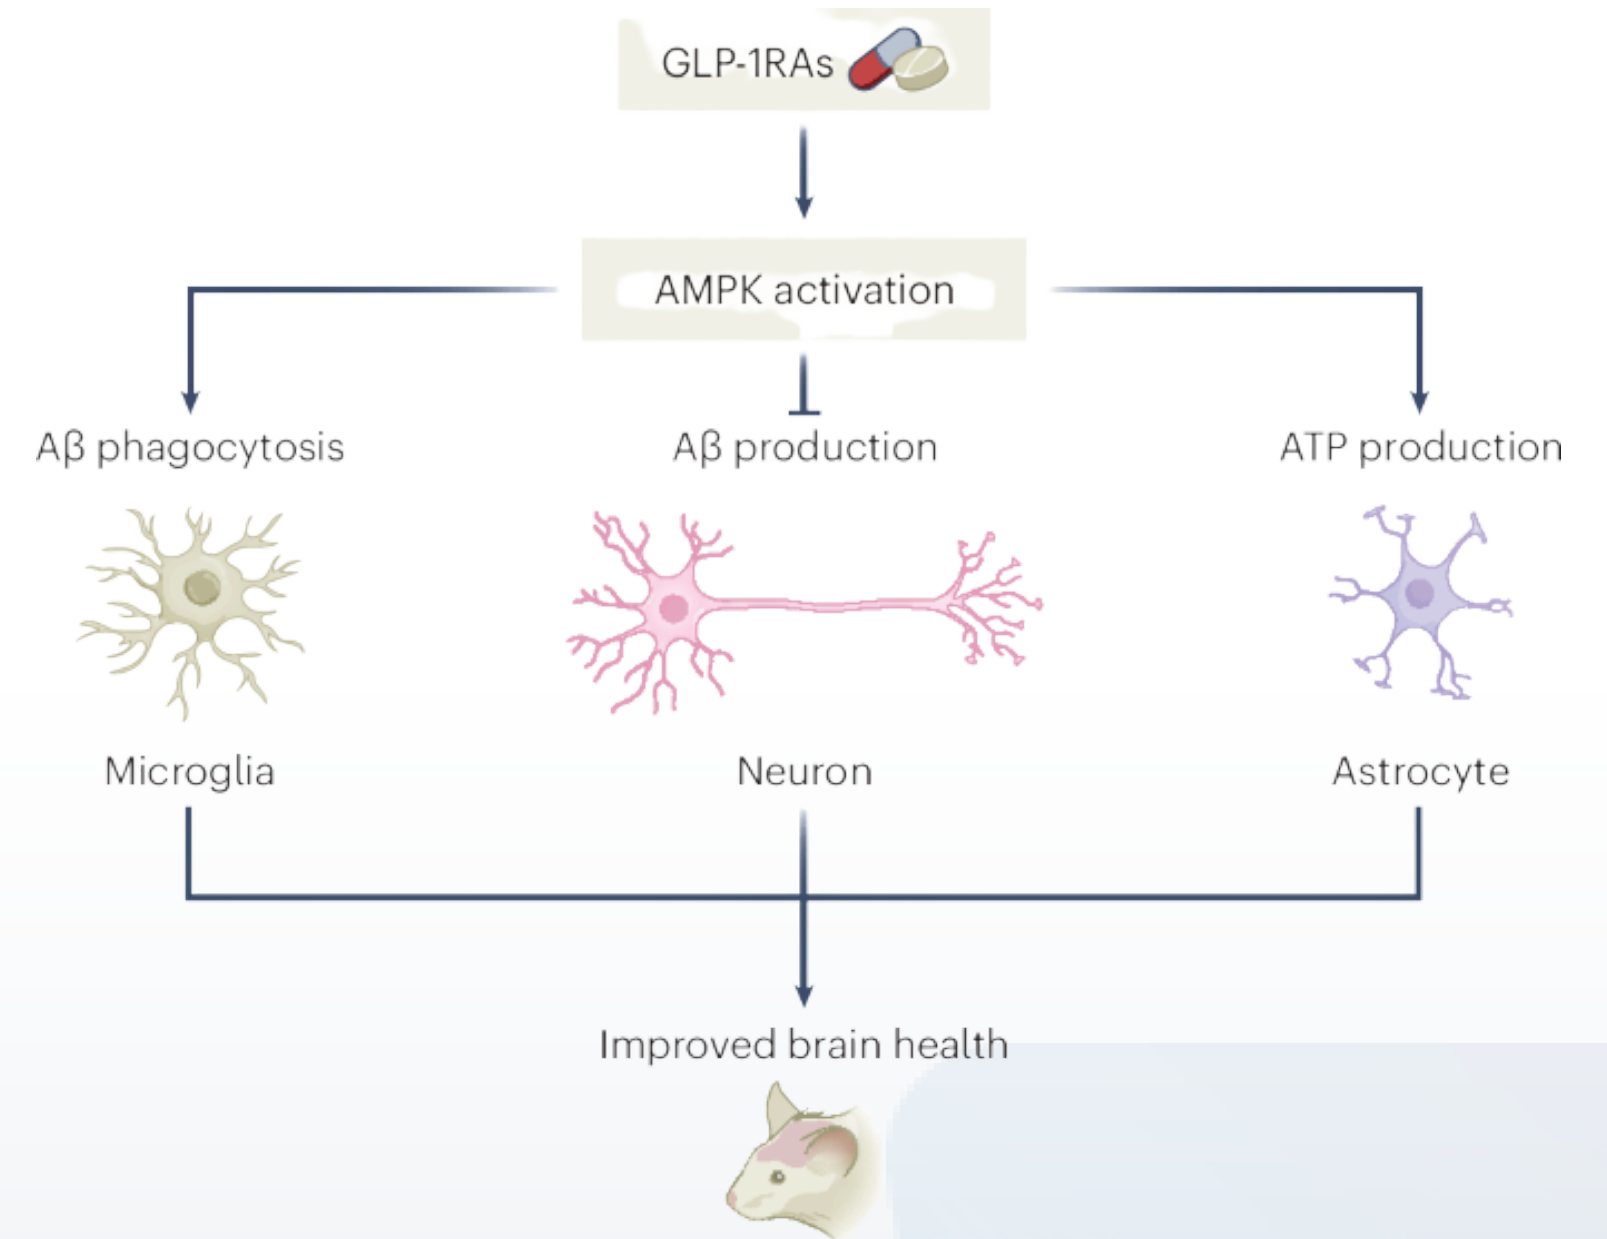 GLP-1RAs
AMPK activation
Aβ phagocytosis
Aβ production
ATP production
Microglia
Neuron
Astrocyte
Improved brain health